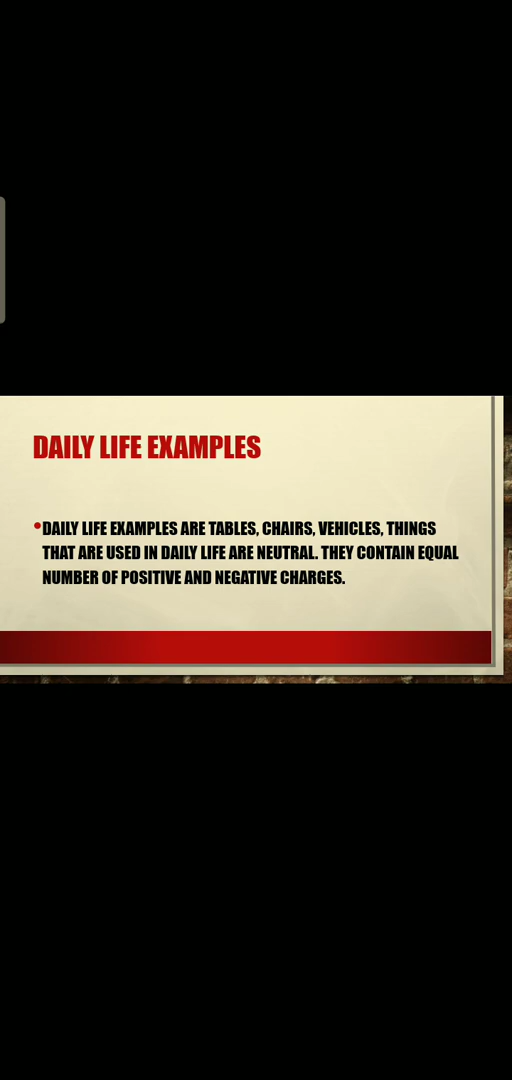 DAILY LIFE EXAMPLES
•DAILY LIFE EXAMPLES ARE TABLES, CHAIRS, VEHICLES, THINGS
THAT ARE USED IN DAILY LIFE ARE NEUTRAL. THEY CONTAIN EQUAL
NUMBER OF POSITIVE AND NEGATIVE CHARGES.